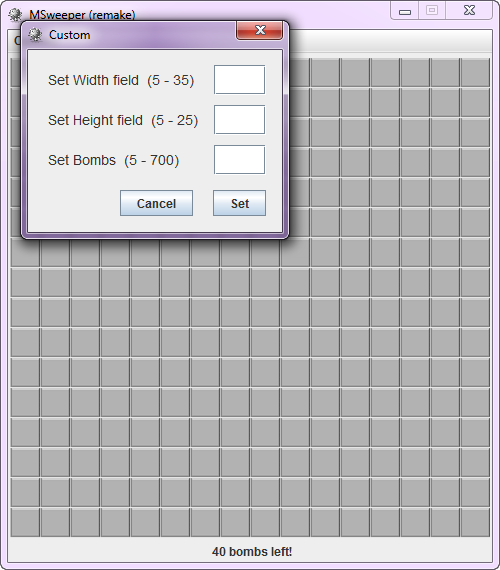 MSweeper (remake)
Custom
Set Width field (5 - 35)
Set Height field (5 - 25)
Set Bombs (5 - 700)
Cancel Set
40 bombs left!